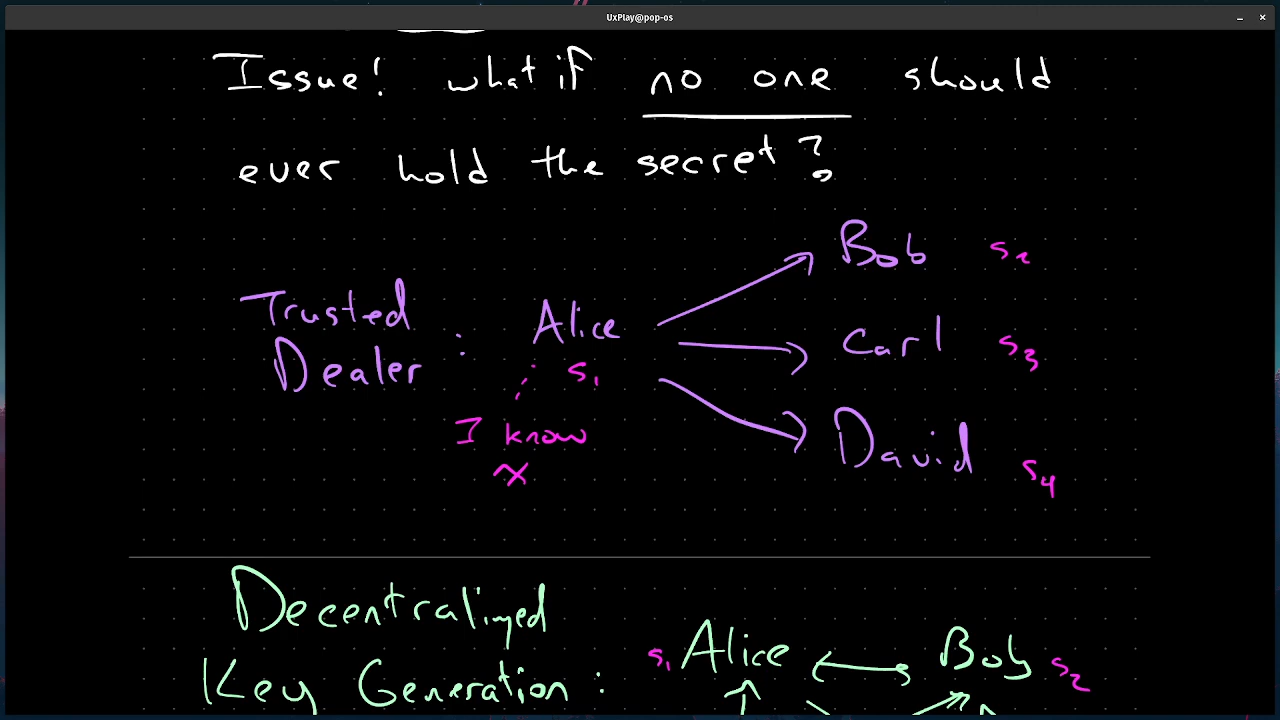 UxPlay@pop-os
Issue! what if no one should
ever hold the secret?
Bob s2
Trusted
Dealer : Alice
s1
Carl s3
I know
x
David s4
Decentralized
Key Generation :
s1 Alice Bob s2